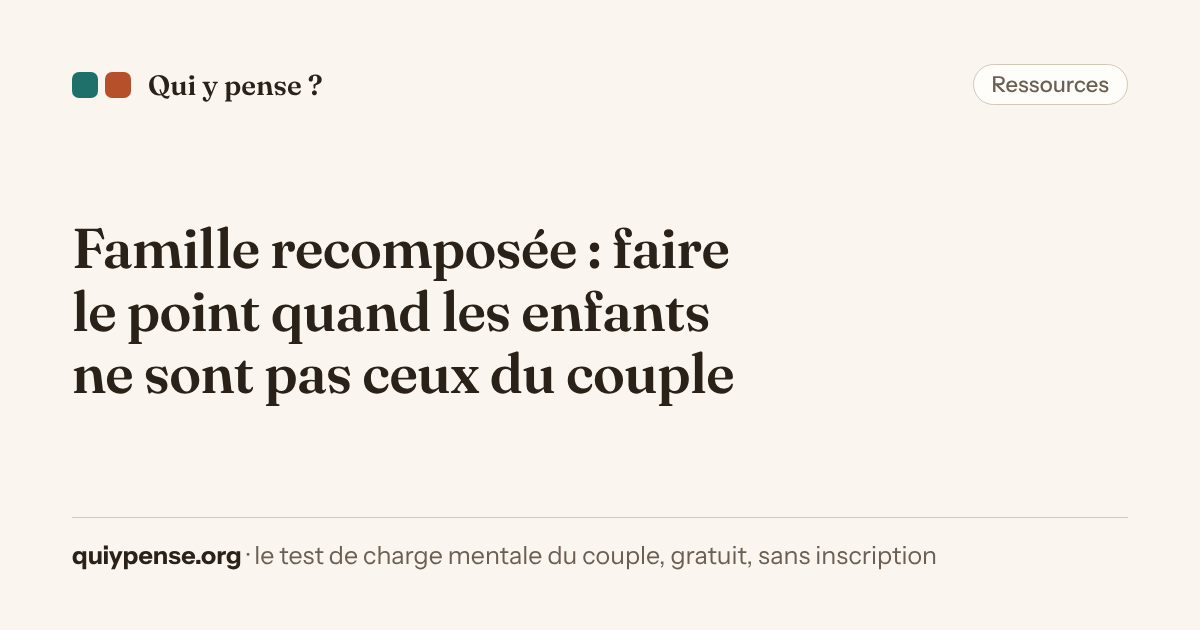 Qui y pense ?
Ressources
Famille recomposée : faire
le point quand les enfants
ne sont pas ceux du couple
quiypense.org · le test de charge mentale du couple, gratuit, sans inscription